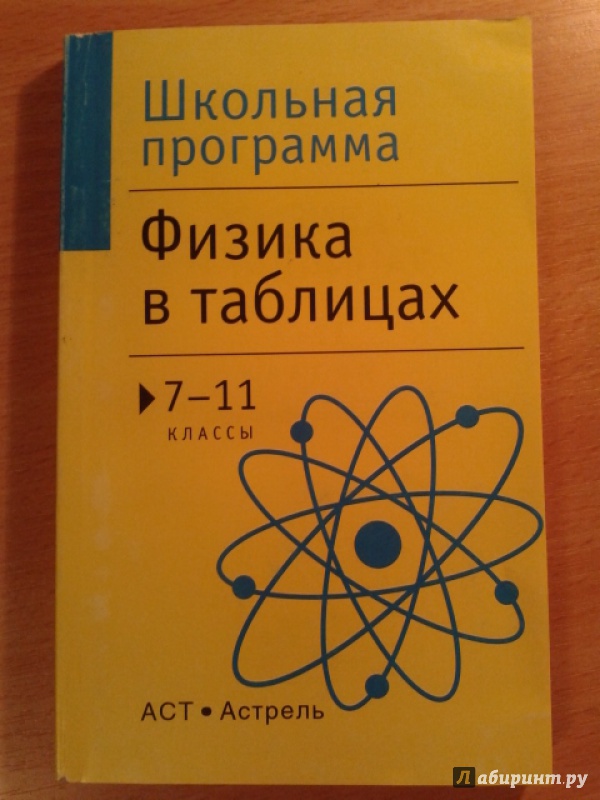 Школьная
программа
Физика
в таблицах
7–11
КЛАССЫ
АСТ • Астрель
Лабиринт.ру